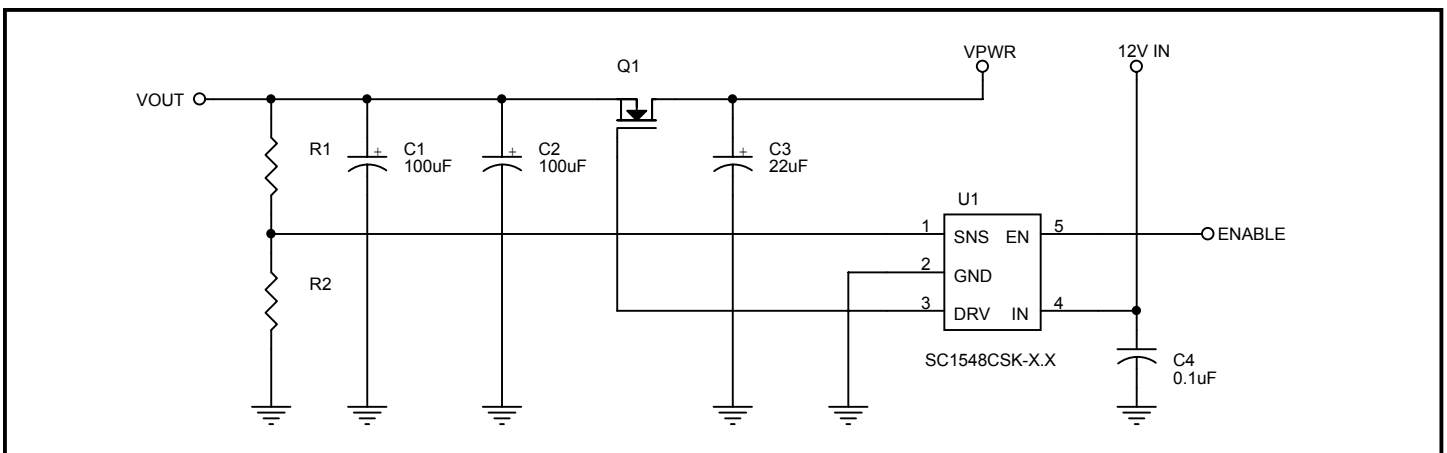 VPWR
12V IN
Q1
VOUT
R1
C1
100uF
C2
100uF
C3
22uF
U1
1
SNS
EN
5
ENABLE
2
GND
R2
3
DRV
IN
4
SC1548CSK-X.X
C4
0.1uF
+
+
+